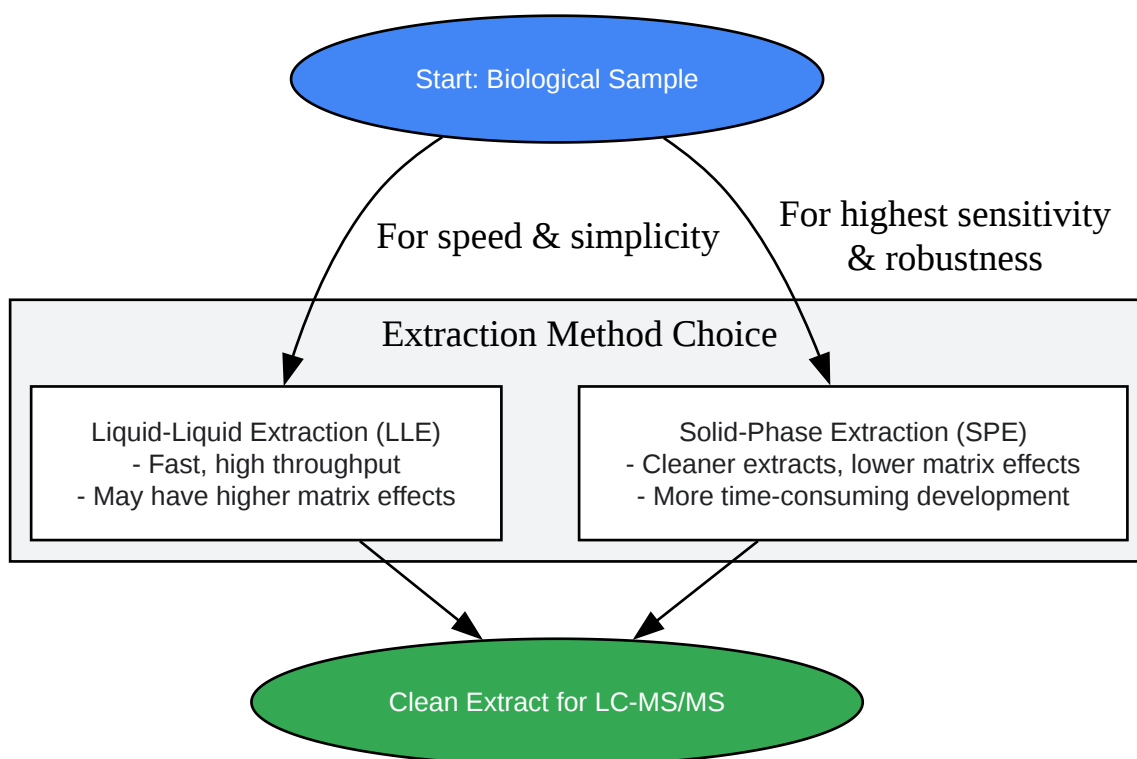 Start: Biological Sample
For speed & simplicity
For highest sensitivity
& robustness
Extraction Method Choice
Liquid-Liquid Extraction (LLE)
- Fast, high throughput
- May have higher matrix effects
Solid-Phase Extraction (SPE)
- Cleaner extracts, lower matrix effects
- More time-consuming development
Clean Extract for LC-MS/MS